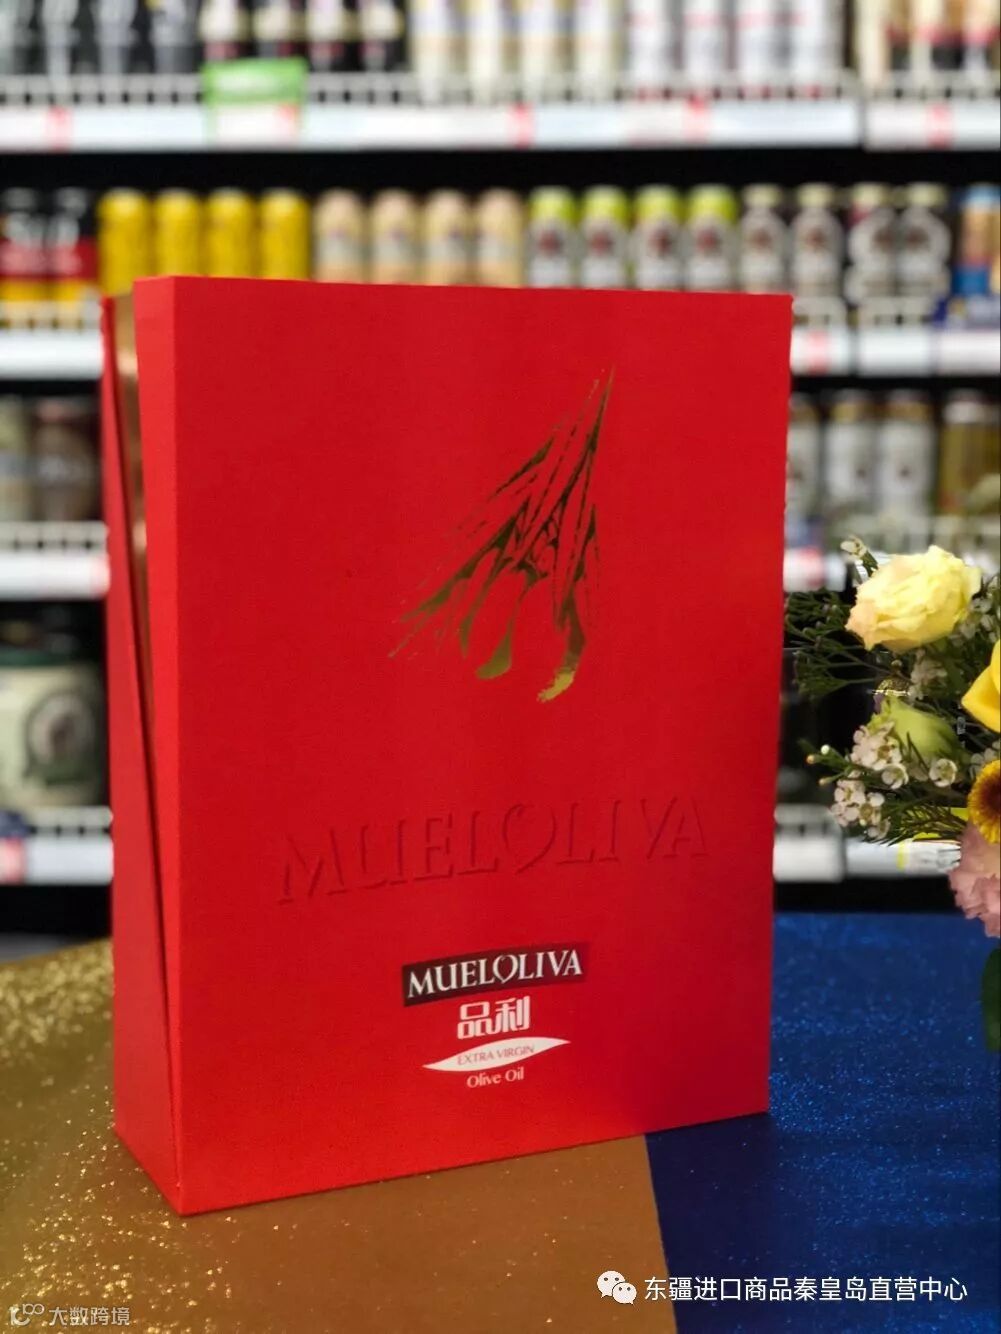 MUELOLIVA
MUELOLIVA
品利
EXTRA VIRGIN
Olive Oil
东疆进口商品秦皇岛直营中心
大数跨境